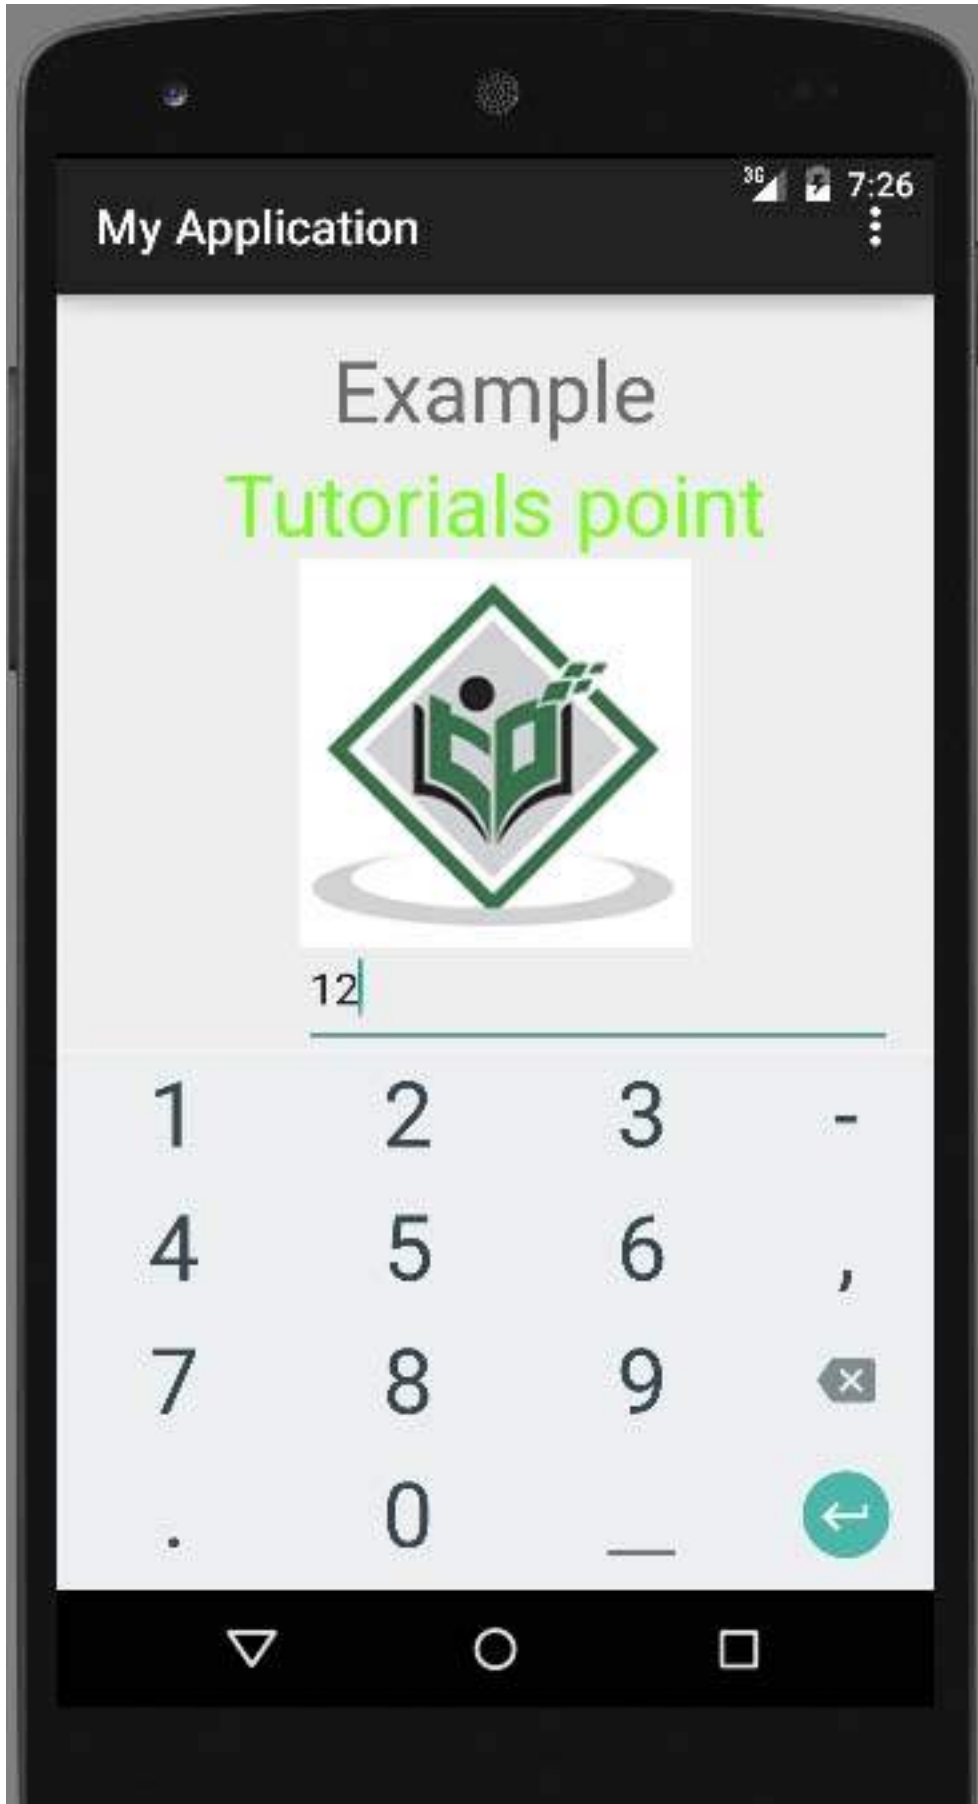 3G 7:26
My Application
Example
Tutorials point
12
1 2 3 -
4 5 6 ,
7 8 9
. 0 _